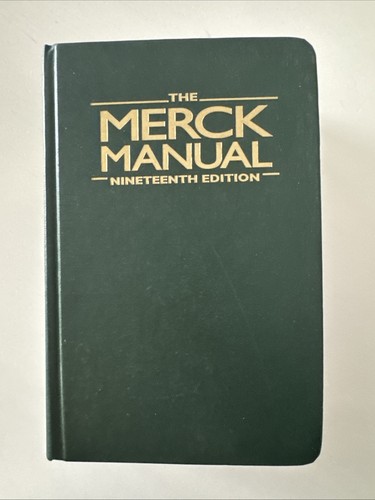 THE
MERCK
MANUAL
NINETEENTH EDITION